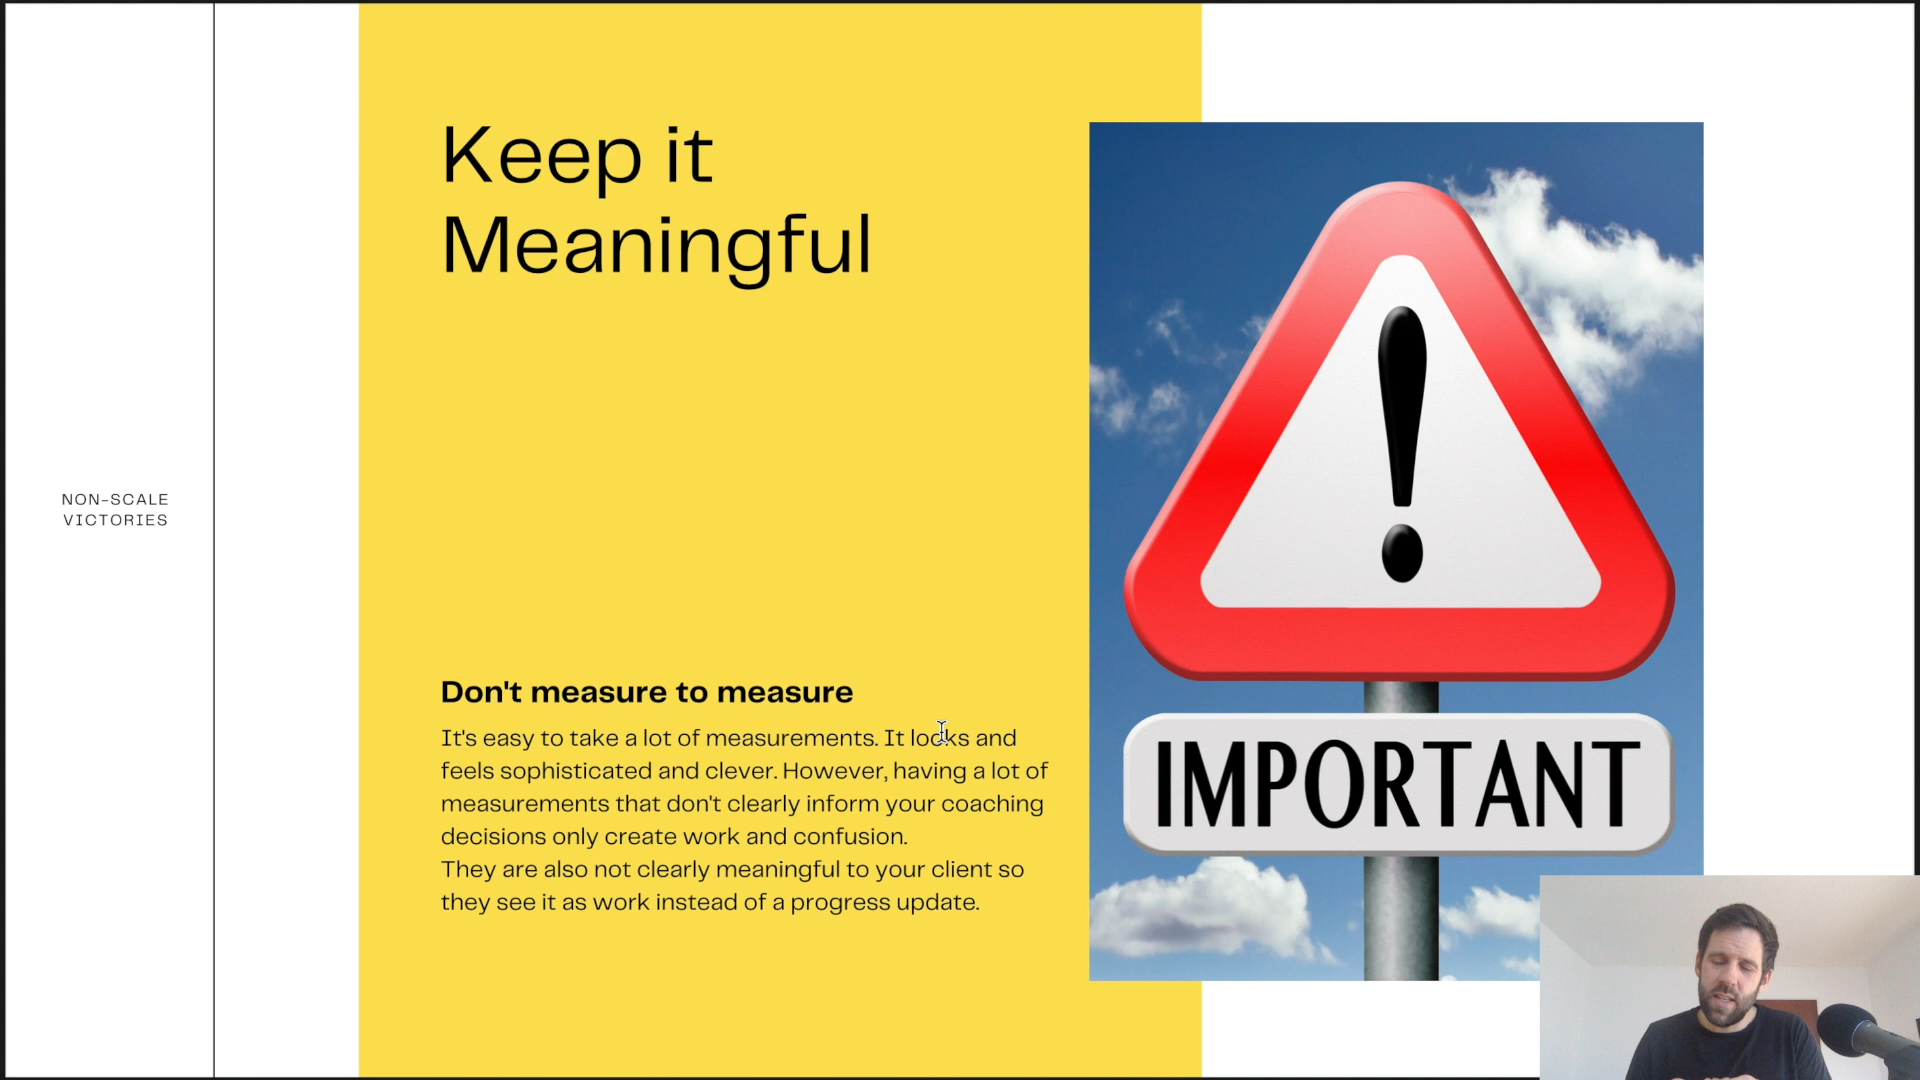 NON-SCALE
VICTORIES
Keep it
Meaningful
Don't measure to measure
It's easy to take a lot of measurements. It looks and
feels sophisticated and clever. However, having a lot of
measurements that don't clearly inform your coaching
decisions only create work and confusion.
They are also not clearly meaningful to your client so
they see it as work instead of a progress update.
IMPORTANT